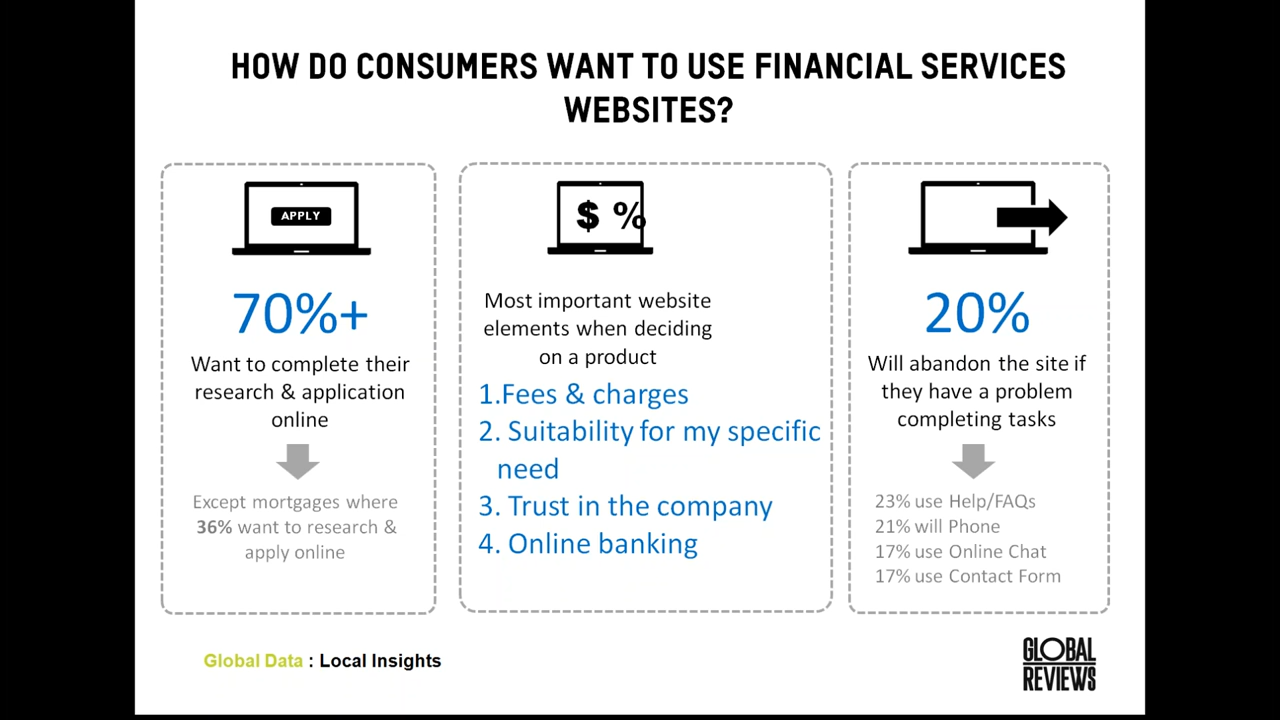 HOW DO CONSUMERS WANT TO USE FINANCIAL SERVICES
WEBSITES?
APPLY
70%+
Want to complete their
research & application
online
Except mortgages where
36% want to research &
apply online
$ %
Most important website
elements when deciding
on a product
1.Fees & charges
2. Suitability for my specific
need
3. Trust in the company
4. Online banking
20%
Will abandon the site if
they have a problem
completing tasks
23% use Help/FAQs
21% will Phone
17% use Online Chat
17% use Contact Form
Global Data : Local Insights
GLOBAL
REVIEWS